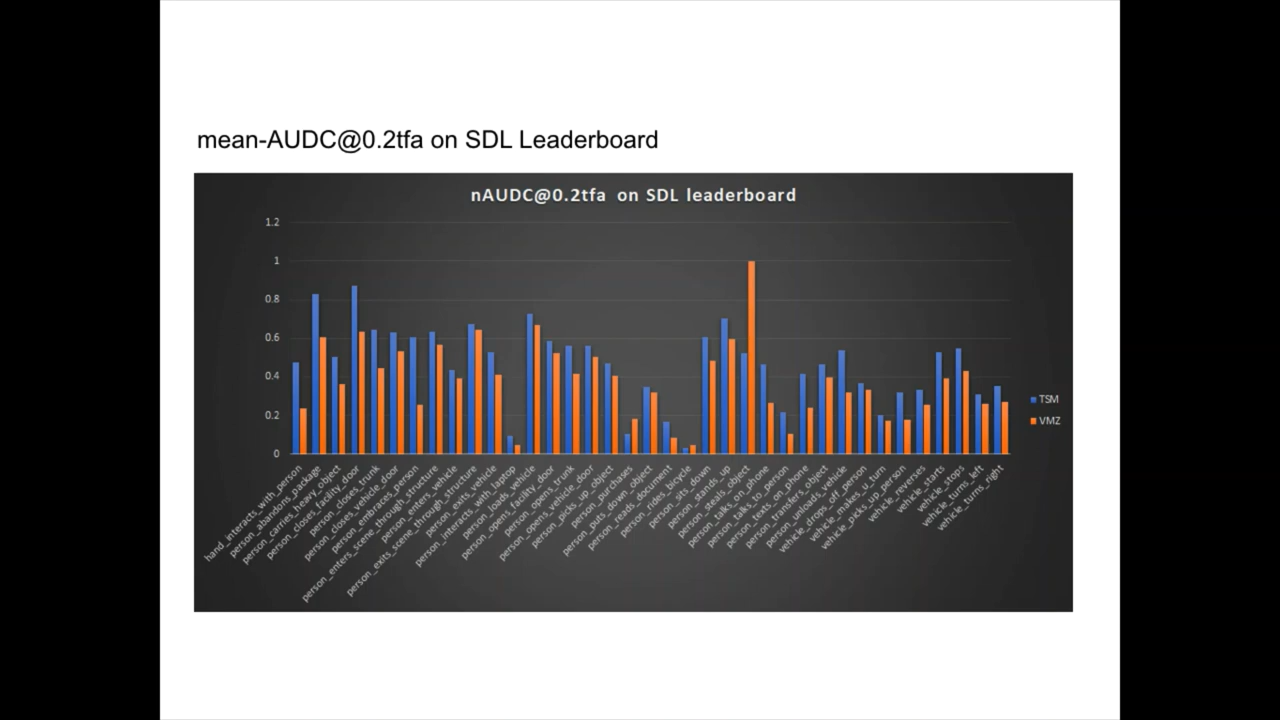 mean-AUDC@0.2tfa on SDL Leaderboard
nAUDC@0.2tfa on SDL leaderboard
1.2
1
0.8
0.6
0.4
0.2
0
hand_interacts_with_person
person_abandons_package
person_carries_heavy_object
person_closes_facility_door
person_closes_trunk
person_closes_vehicle_door
person_embraces_person
person_enters_scene_through_structure
person_enters_vehicle
person_exits_scene_through_structure
person_exits_vehicle
person_interacts_with_laptop
person_loads_vehicle
person_opens_facility_door
person_opens_trunk
person_opens_vehicle_door
person_picks_up_object
person_purchases
person_puts_down_object
person_reads_document
person_rides_bicycle
person_sits_down
person_stands_up
person_steals_object
person_talks_on_phone
person_talks_to_person
person_texts_on_phone
person_transfers_object
person_unloads_vehicle
vehicle_drops_off_person
vehicle_makes_u_turn
vehicle_picks_up_person
vehicle_reverses
vehicle_starts
vehicle_stops
vehicle_turns_left
vehicle_turns_right
TSM
VMZ